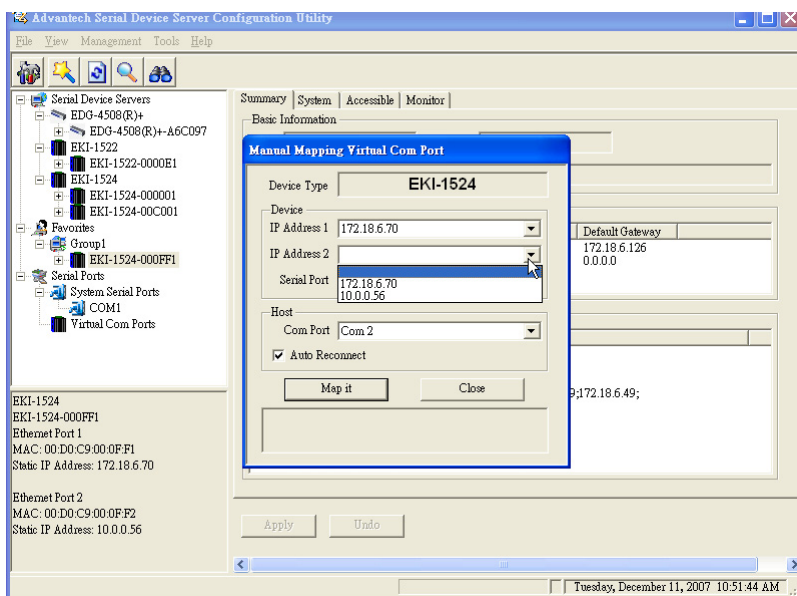 Advantech Serial Device Server Configuration Utility
File View Management Tools Help
Serial Device Servers
EDG-4508(R)+
EDG-4508(R)+-A6C097
EKI-1522
EKI-1522-0000E1
EKI-1524
EKI-1524-000001
EKI-1524-00C001
Favorites
Group1
EKI-1524-000FF1
Serial Ports
System Serial Ports
COM1
Virtual Com Ports
EKI-1524
EKI-1524-000FF1
Ethernet Port 1
MAC: 00:D0:C9:00:0F:F1
Static IP Address: 172.18.6.70
Ethernet Port 2
MAC: 00:D0:C9:00:0F:F2
Static IP Address: 10.0.0.56
Summary System Accessible Monitor
Basic Information
Manual Mapping Virtual Com Port
Device Type EKI-1524
Device
IP Address 1 172.18.6.70
IP Address 2
Serial Port
172.18.6.70
10.0.0.56
Host
Com Port Com 2
Auto Reconnect
Map it Close
Default Gateway
172.18.6.126
0.0.0.0
9;172.18.6.49;
Apply Undo
Tuesday, December 11, 2007 10:51:44 AM